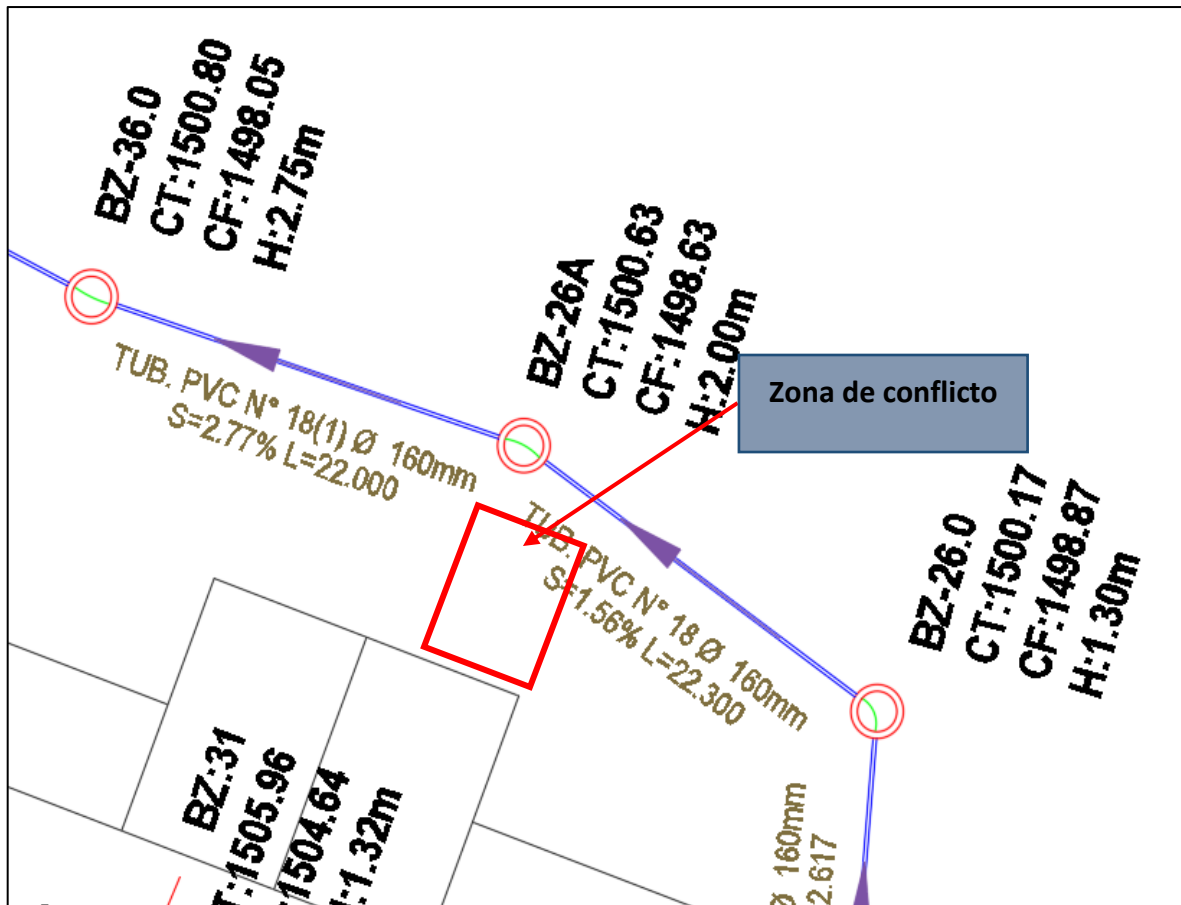 BZ-36.0
CT:1500.80
CF:1498.05
H:2.75m
BZ-26A
CT:1500.63
CF:1498.63
H:2.00m
Zona de conflicto
TUB. PVC N° 18(1) Ø 160mm
S=2.77% L=22.000
TUB. PVC N° 18 Ø 160mm
S=1.56% L=22.300
BZ-26.0
CT:1500.17
CF:1498.87
H:1.30m
BZ:31
T:1505.96
1504.64
:1.32m
Ø 160mm
2.617